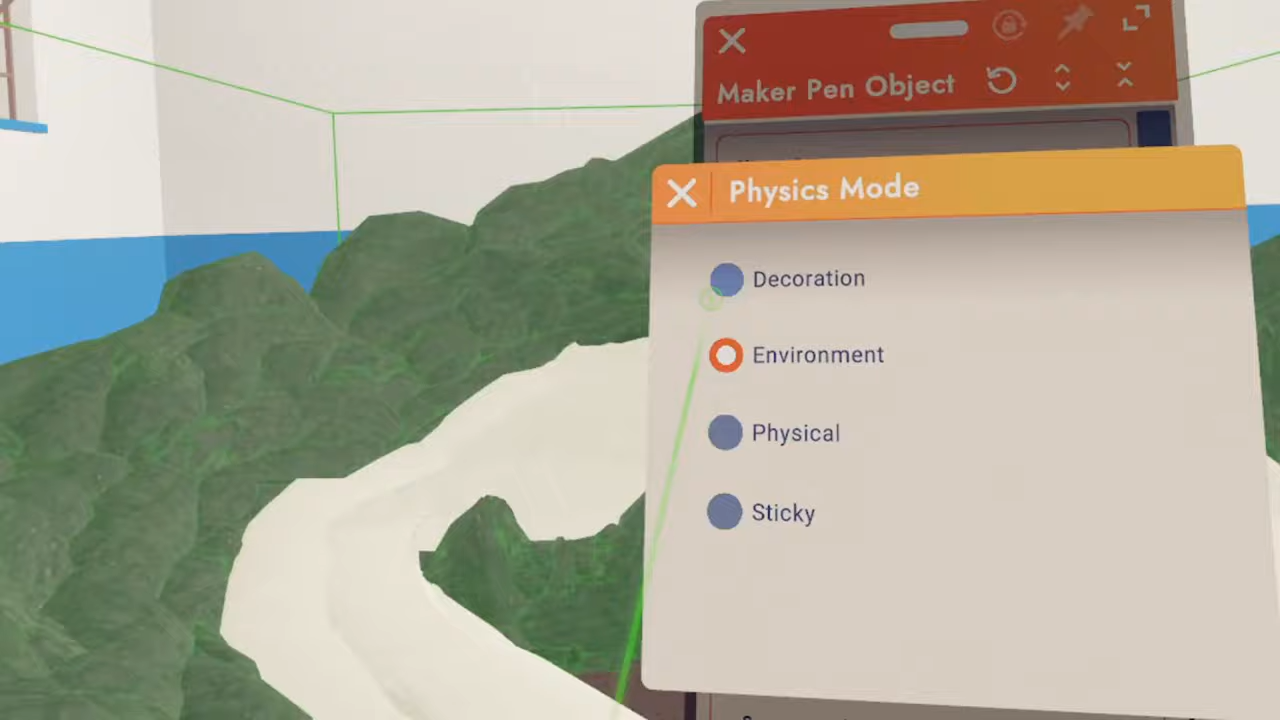 Maker Pen Object
Physics Mode
Decoration
Environment
Physical
Sticky